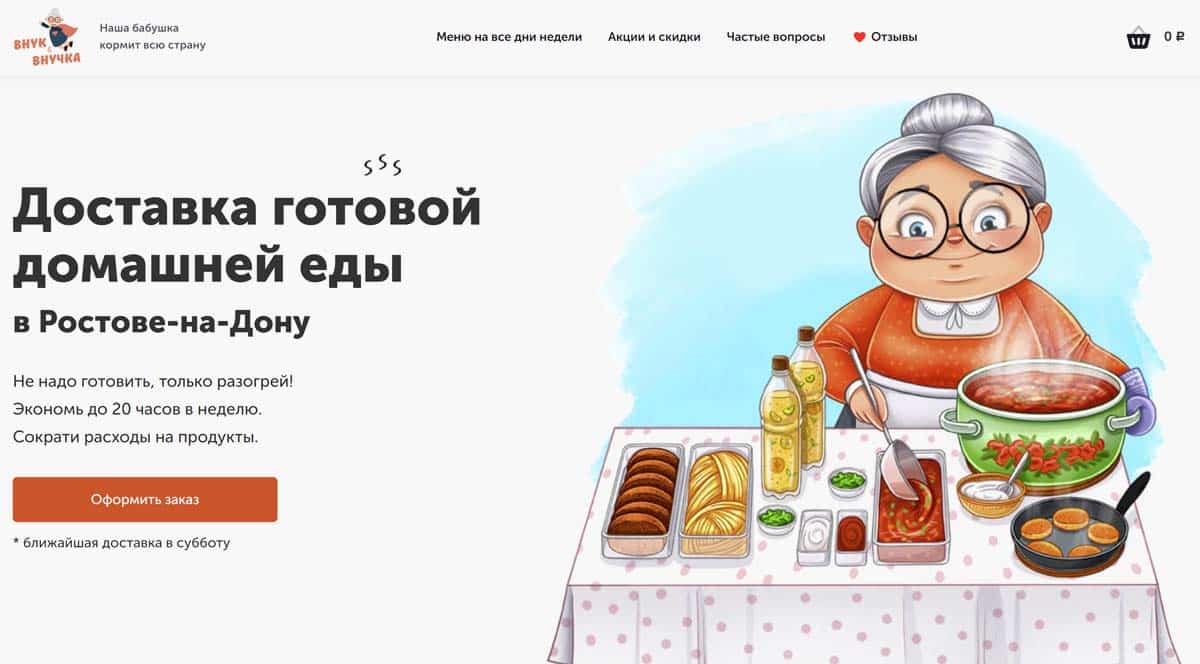 ВНУК
&
ВНУЧКА
Наша бабушка
кормит всю страну
Меню на все дни недели
Акции и скидки
Частые вопросы
Отзывы
0 ₽
Доставка готовой
домашней еды
в Ростове-на-Дону
Не надо готовить, только разогрей!
Экономь до 20 часов в неделю.
Сократи расходы на продукты.
Оформить заказ
* ближайшая доставка в субботу